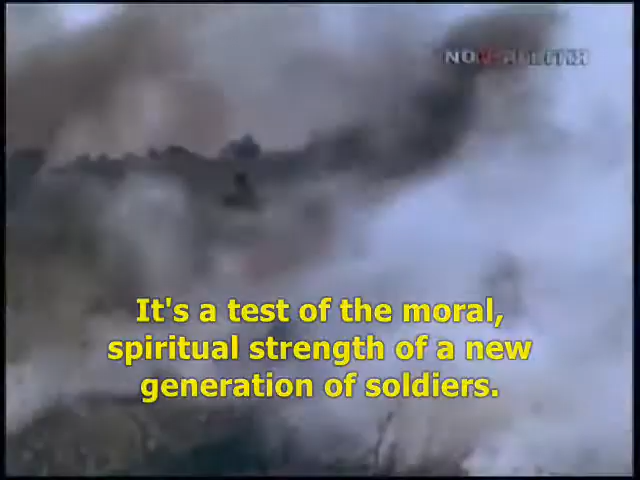 It's a test of the moral,
spiritual strength of a new
generation of soldiers.